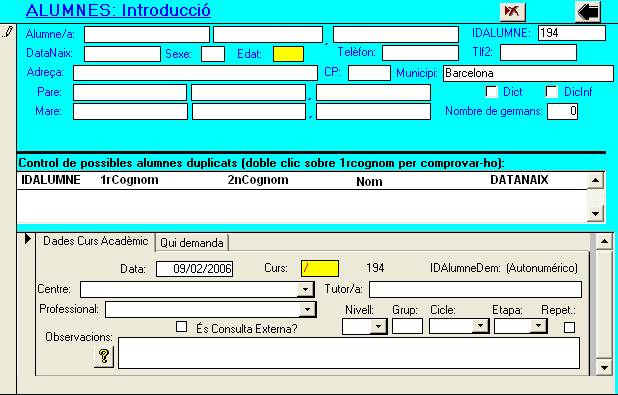 ALUMNES: Introducció
Alumne/a: , IDALUMNE: 194
DataNaix: Sexe: Edat: Telèfon: Tlf2:
Adreça: CP: Municipi: Barcelona
Pare: , Dict DicInf
Mare: , Nombre de germans: 0
Control de possibles alumnes duplicats (doble clic sobre 1rcognom per comprovar-ho):
IDALUMNE 1rCognom 2nCognom Nom DATANAIX
Dades Curs Acadèmic Qui demanda
Data: 09/02/2006 Curs: / 194 IDAlumneDem: (Autonumérico)
Centre: Tutor/a:
Professional: Nivell: Grup: Cicle: Etapa: Repet.:
És Consulta Externa?
Observacions:
?